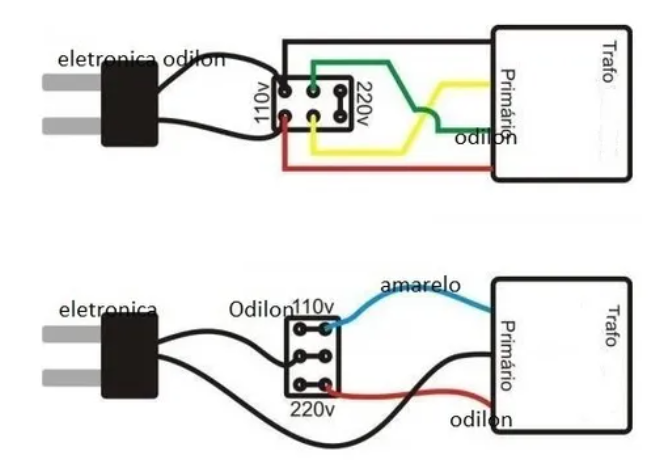 eletronica odilon
110v
220v
Trafo
Primário
odilon
eletronica
Odilon
110v
220v
amarelo
Trafo
Primário
odilon